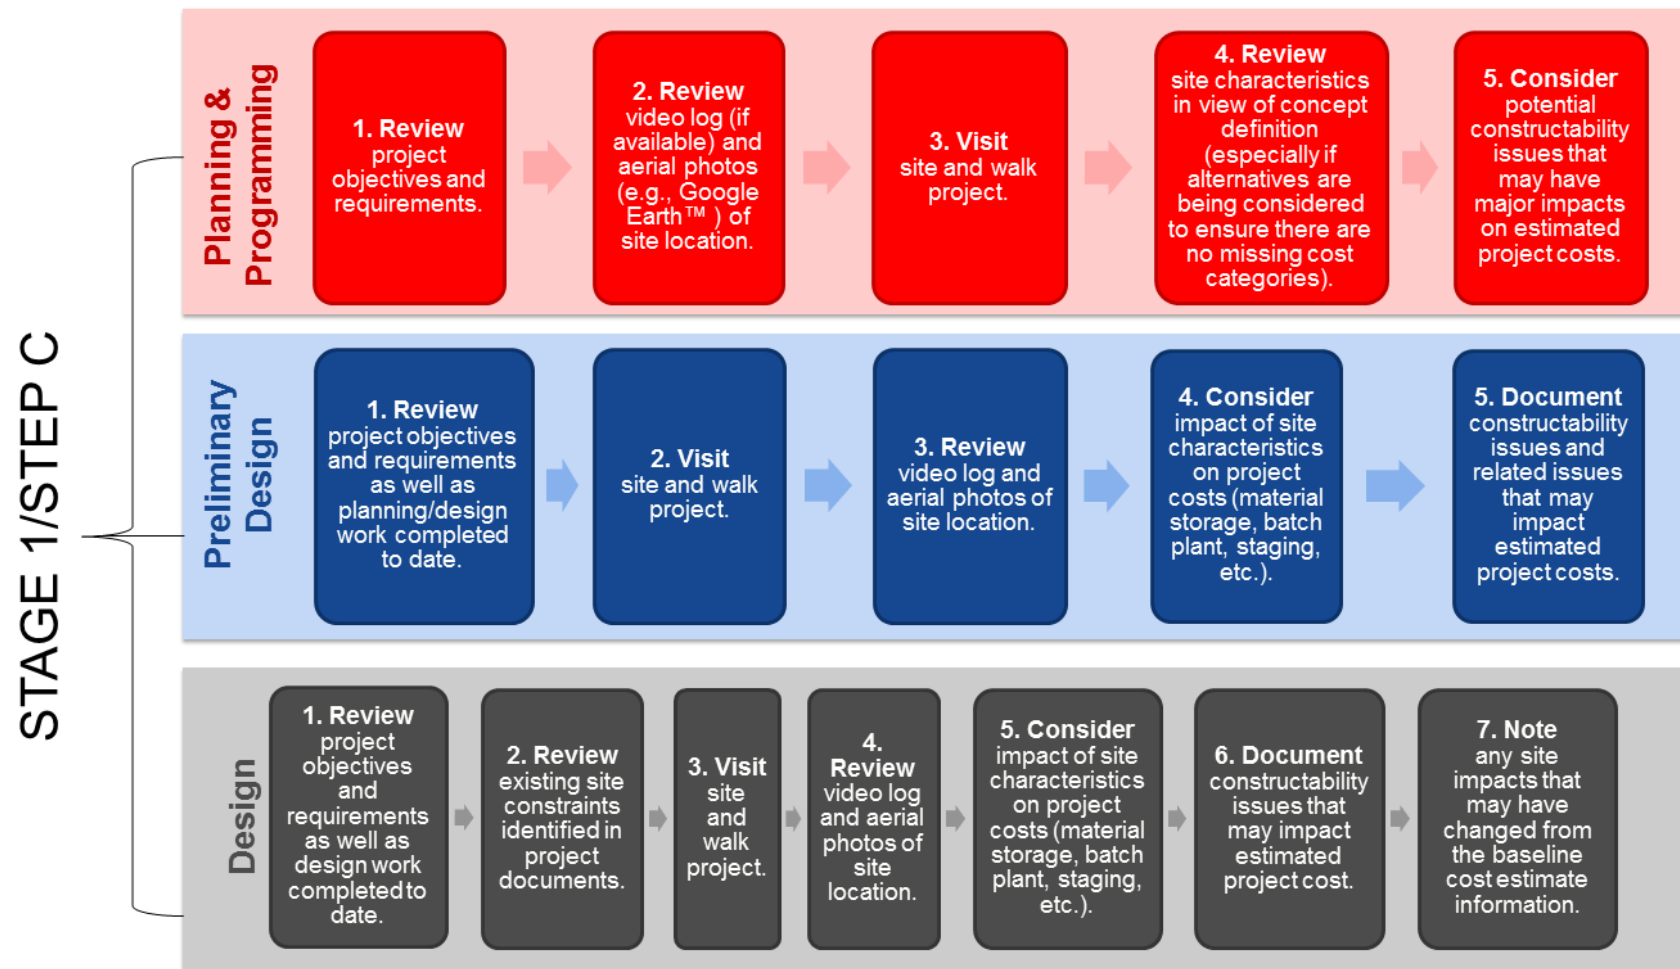 STAGE 1/STEP C
Planning &
Programming
1. Review
project
objectives and
requirements.
2. Review
video log (if
available) and
aerial photos
(e.g., Google
Earth™ ) of
site location.
3. Visit
site and walk
project.
4. Review
site characteristics
in view of concept
definition
(especially if
alternatives are
being considered
to ensure there are
no missing cost
categories).
5. Consider
potential
constructability
issues that
may have
major impacts
on estimated
project costs.
Preliminary
Design
1. Review
project objectives
and requirements
as well as
planning/design
work completed
to date.
2. Visit
site and walk
project.
3. Review
video log and
aerial photos of
site location.
4. Consider
impact of site
characteristics
on project
costs (material
storage, batch
plant, staging,
etc.).
5. Document
constructability
issues and
related issues
that may
impact
estimated
project costs.
Design
1. Review
project
objectives
and
requirements
as well as
design work
completed to
date.
2. Review
existing site
constraints
identified in
project
documents.
3. Visit
site
and
walk
project.
4.
Review
video log
and aerial
photos of
site
location.
5. Consider
impact of site
characteristics
on project
costs (material
storage, batch
plant, staging,
etc.).
6. Document
constructability
issues that
may impact
estimated
project cost.
7. Note
any site
impacts that
may have
changed from
the baseline
cost estimate
information.